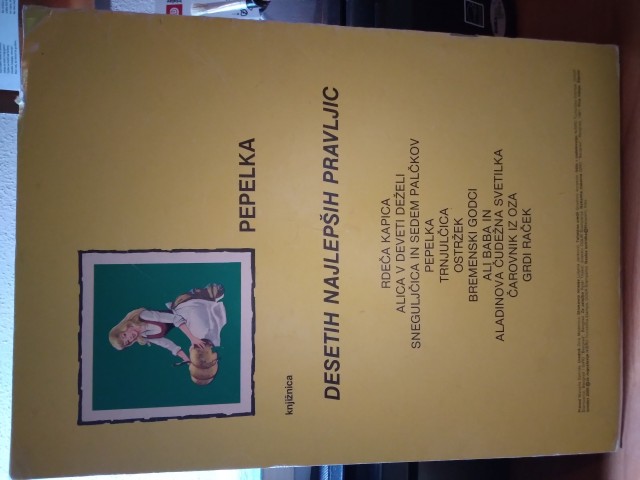 PEPELKA
knjižnica
DESETIH NAJLEPŠIH PRAVLJIC
RDEČA KAPICA
ALICA V DEVETI DEŽELI
SNEGULJČICA IN SEDEM PALČKOV
PEPELKA
TRNJULČICA
OSTRŽEK
BREMENSKI GODCI
ALI BABA IN
ALADINOVA ČUDEŽNA SVETILKA
ČAROVNIK IZ OZA
GRDI RAČEK